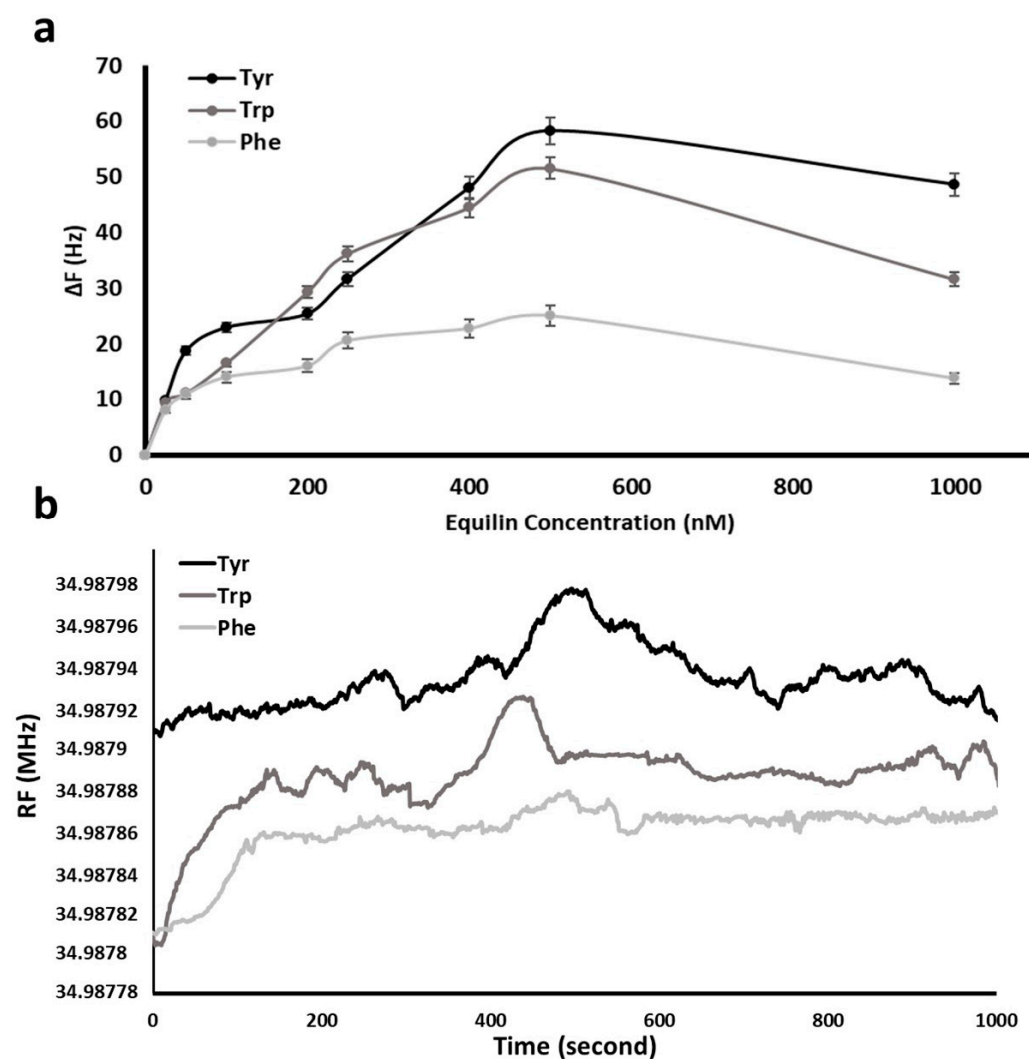 a
70
60
50
40
30
20
10
0
ΔF (Hz)
Tyr
Trp
Phe
0 200 400 600 800 1000
Equilin Concentration (nM)
b
34.98798
34.98796
34.98794
34.98792
34.9879
34.98788
34.98786
34.98784
34.98782
34.9878
34.98778
RF (MHz)
Tyr
Trp
Phe
0 200 400 600 800 1000
Time (second)